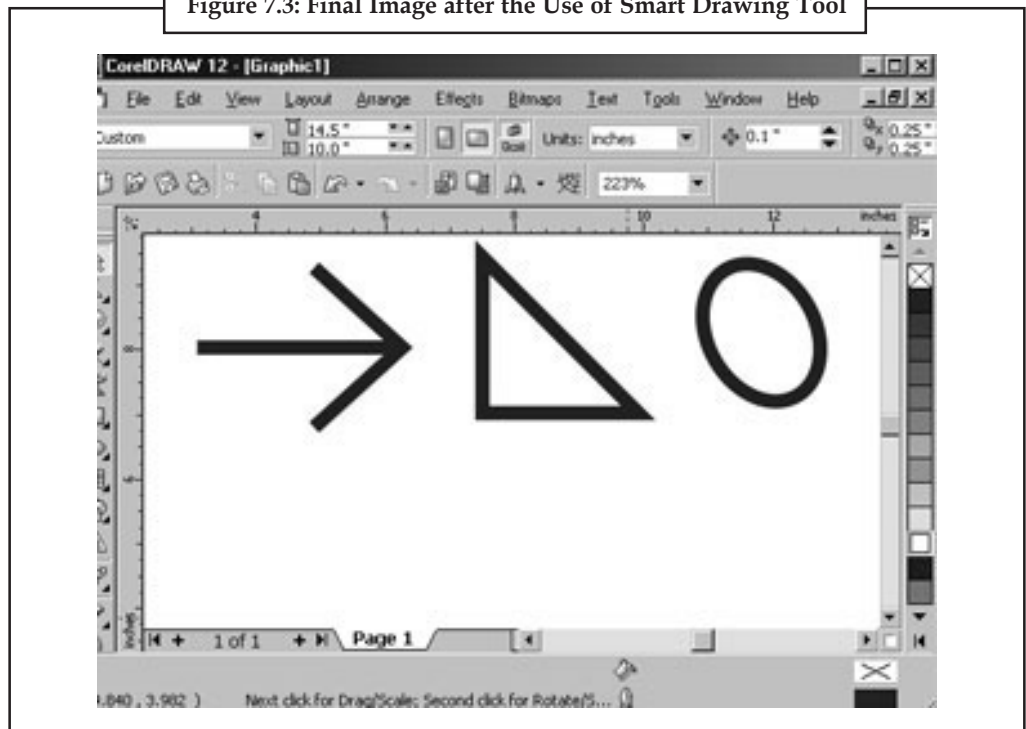 Figure 7.3: Final Image after the Use of Smart Drawing Tool
CorelDRAW 12 - [Graphic1]
File Edit View Layout Arrange Effects Bitmaps Text Tools Window Help
Custom 14.5" Units: inches 0.1" x 0.25"
10.0" y 0.25"
223%
4 6 8 10 12 inches
8
6
inches
1 of 1 Page 1
.840 , 3.982 ) Next click for Drag/Scale; Second click for Rotate/S...